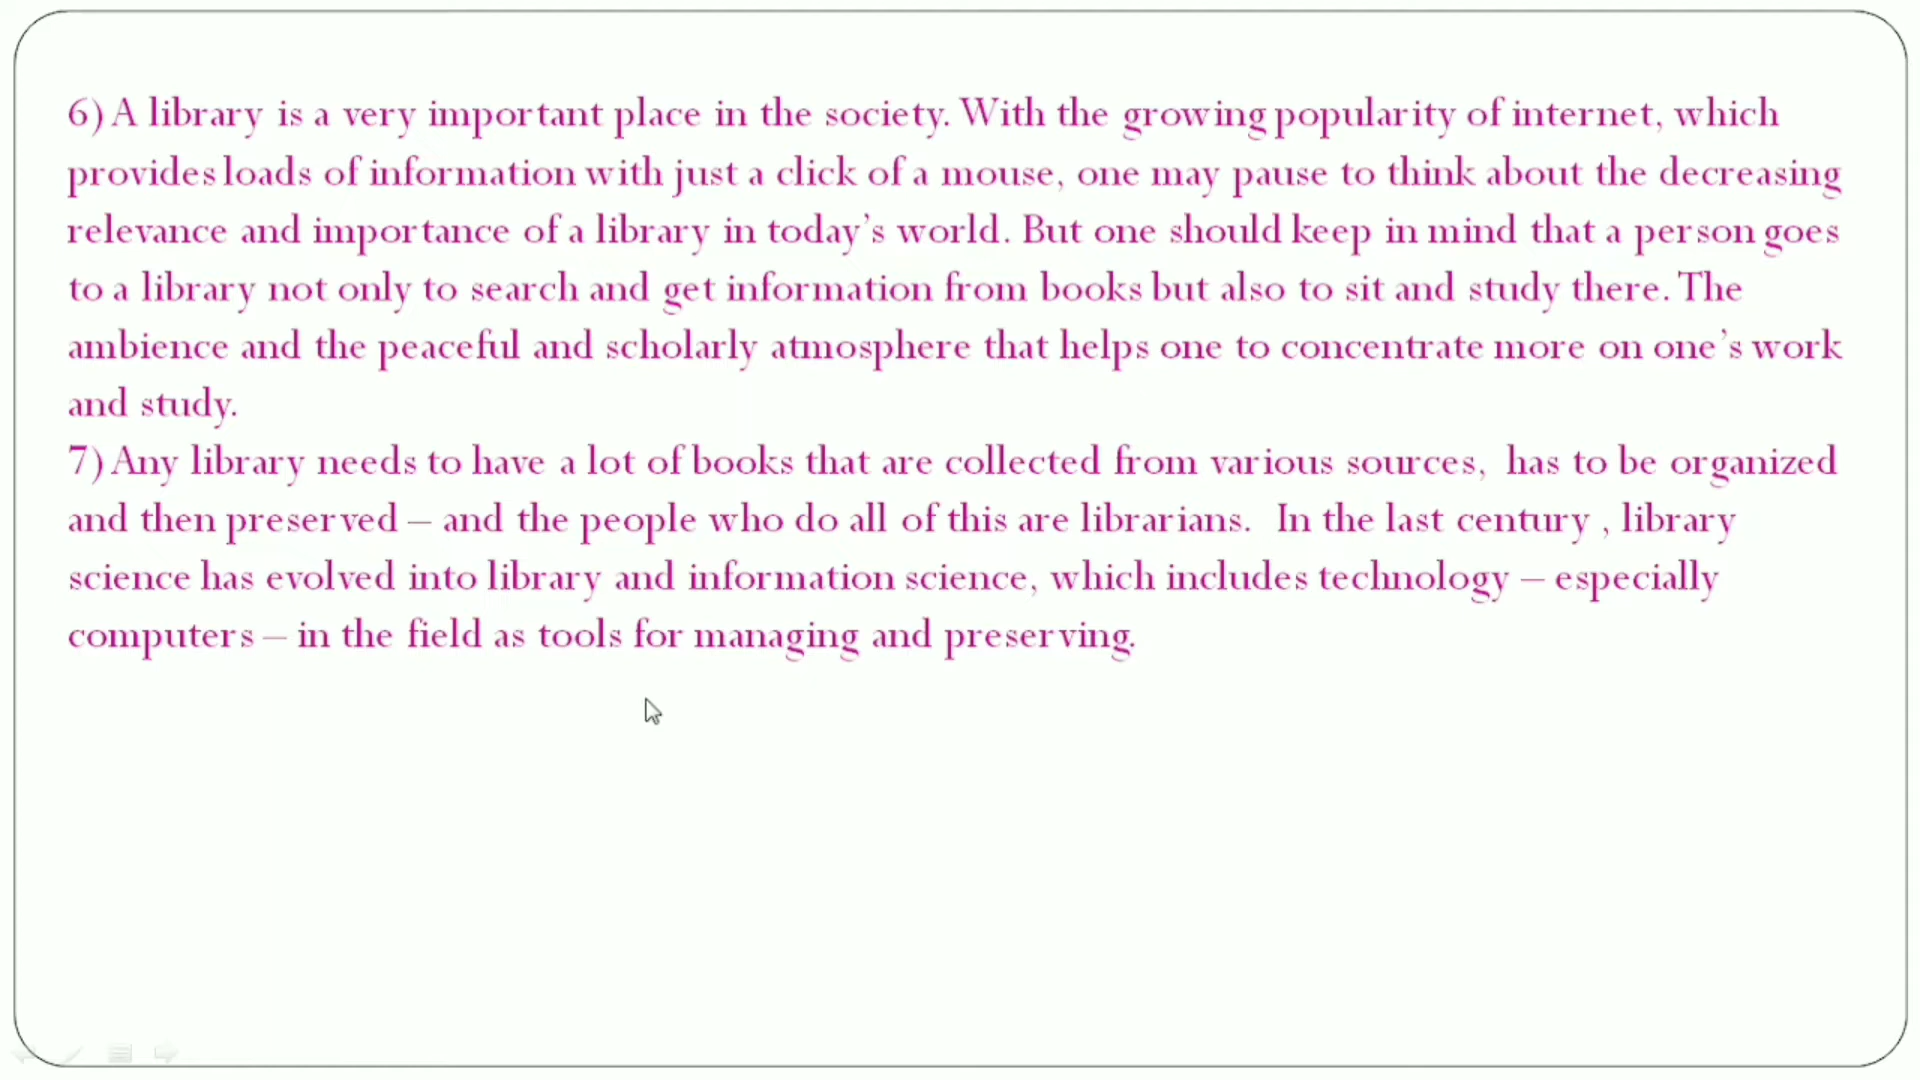 6) A library is a very important place in the society. With the growing popularity of internet, which
provides loads of information with just a click of a mouse, one may pause to think about the decreasing
relevance and importance of a library in today’s world. But one should keep in mind that a person goes
to a library not only to search and get information from books but also to sit and study there. The
ambience and the peaceful and scholarly atmosphere that helps one to concentrate more on one’s work
and study.
7) Any library needs to have a lot of books that are collected from various sources,  has to be organized
and then preserved – and the people who do all of this are librarians.  In the last century , library
science has evolved into library and information science, which includes technology – especially
computers – in the field as tools for managing and preserving.